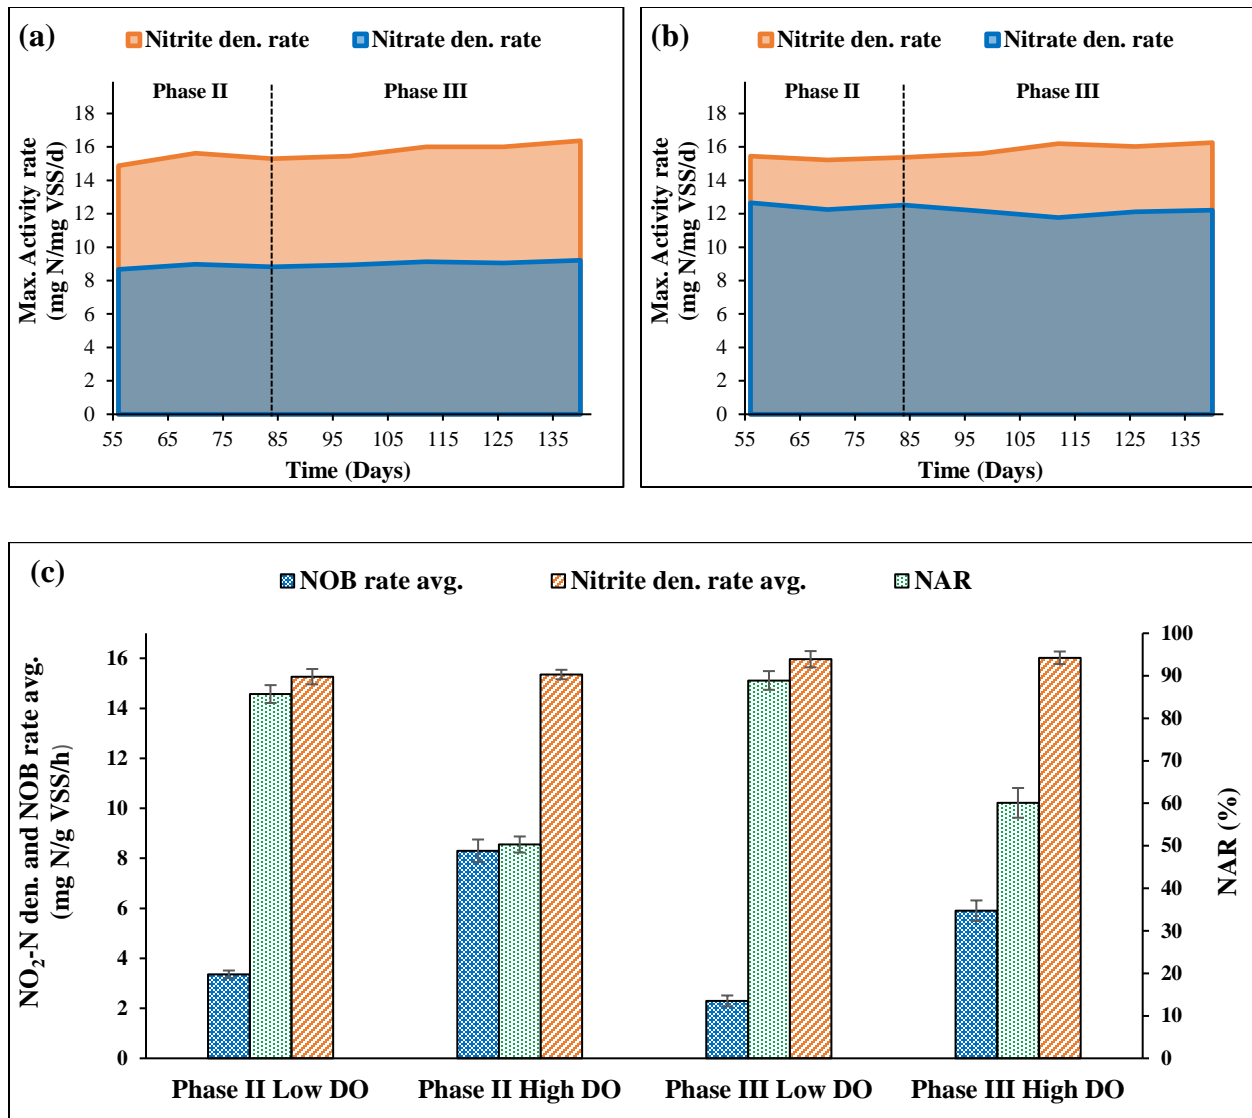 (a)
Nitrite den. rate
Nitrate den. rate
Phase II
Phase III
Max. Activity rate
(mg N/mg VSS/d)
18
16
14
12
10
8
6
4
2
0
55 65 75 85 95 105 115 125 135
Time (Days)
(b)
Nitrite den. rate
Nitrate den. rate
Phase II
Phase III
Max. Activity rate
(mg N/mg VSS/d)
18
16
14
12
10
8
6
4
2
0
55 65 75 85 95 105 115 125 135
Time (Days)
(c)
NOB rate avg.
Nitrite den. rate avg.
NAR
NO₂-N den. and NOB rate avg.
(mg N/g VSS/h)
16
14
12
10
8
6
4
2
0
100
90
80
70
60
50
40
30
20
10
0
NAR (%)
Phase II Low DO
Phase II High DO
Phase III Low DO
Phase III High DO